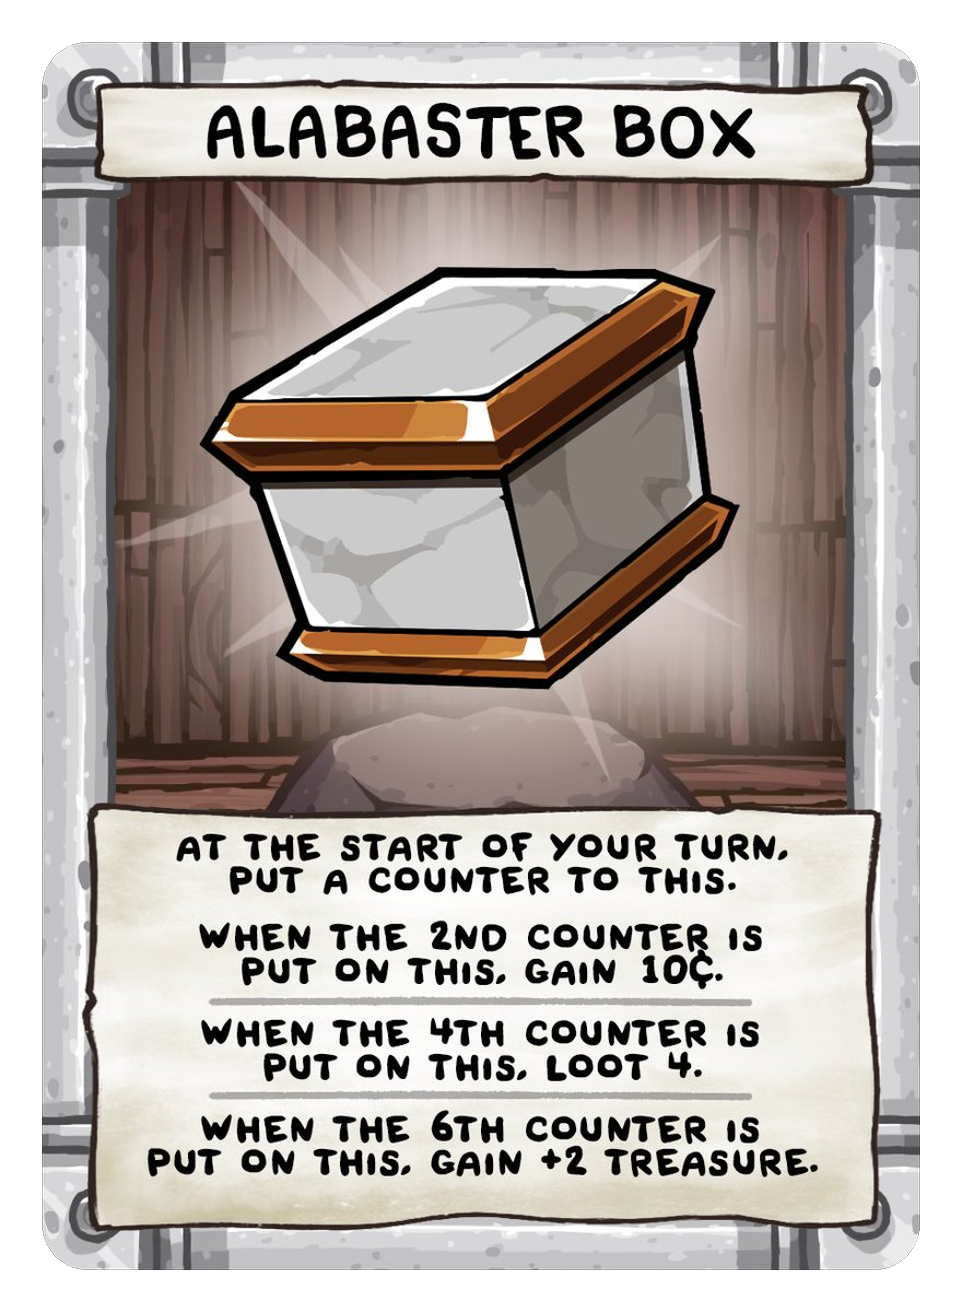 ALABASTER BOX
AT THE START OF YOUR TURN,
PUT A COUNTER TO THIS.
WHEN THE 2ND COUNTER IS
PUT ON THIS, GAIN 10¢.
WHEN THE 4TH COUNTER IS
PUT ON THIS, LOOT 4.
WHEN THE 6TH COUNTER IS
PUT ON THIS, GAIN +2 TREASURE.